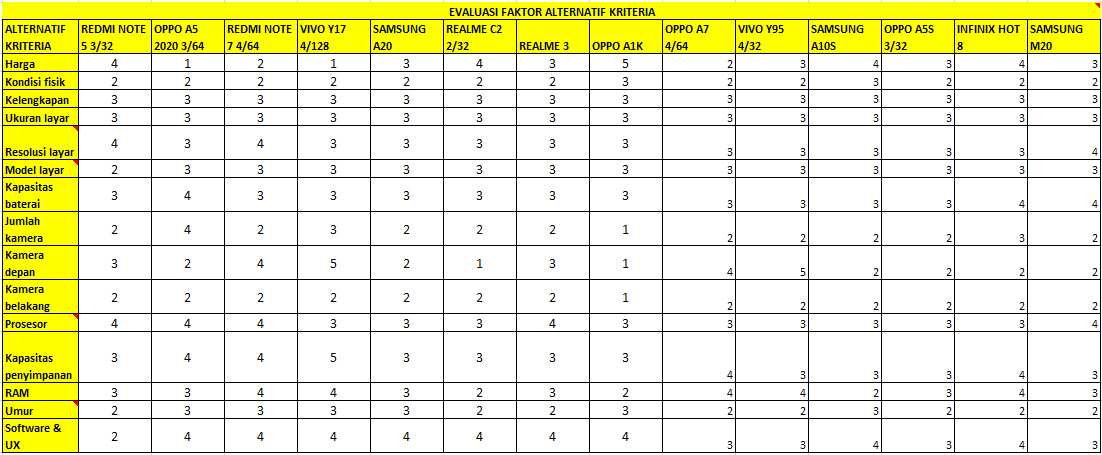 EVALUASI FAKTOR ALTERNATIF KRITERIA
ALTERNATIF KRITERIA REDMI NOTE 5 3/32 OPPO A5 2020 3/64 REDMI NOTE 7 4/64 VIVO Y17 4/128 SAMSUNG A20 REALME C2 2/32 REALME 3 OPPO A1K OPPO A7 4/64 VIVO Y95 4/32 SAMSUNG A10S OPPO A5S 3/32 INFINIX HOT 8 SAMSUNG M20
Harga 4 1 2 1 3 4 3 5 2 3 4 3 4 3
Kondisi fisik 2 2 2 2 2 2 2 3 2 2 3 2 2 2
Kelengkapan 3 3 3 3 3 3 3 3 3 3 3 3 3 3
Ukuran layar 3 3 3 3 3 3 3 3 3 3 3 3 3 3
Resolusi layar 4 3 4 3 3 3 3 3 3 3 3 3 3 4
Model layar 2 3 3 3 3 3 3 3 3 3 3 3 3 3
Kapasitas baterai 3 4 3 3 3 3 3 3 3 3 3 3 4 4
Jumlah kamera 2 4 2 3 2 2 2 1 2 2 2 2 3 2
Kamera depan 3 2 4 5 2 1 3 1 4 5 2 2 2 2
Kamera belakang 2 2 2 2 2 2 2 1 2 2 2 2 2 2
Prosesor 4 4 4 3 3 3 4 3 3 3 3 3 3 4
Kapasitas penyimpanan 3 4 4 5 3 3 3 3 4 3 3 3 4 3
RAM 3 3 4 4 3 2 3 2 4 4 2 3 4 3
Umur 2 3 3 3 3 2 2 3 2 2 3 2 2 2
Software & UX 2 4 4 4 4 4 4 4 3 3 4 3 4 3